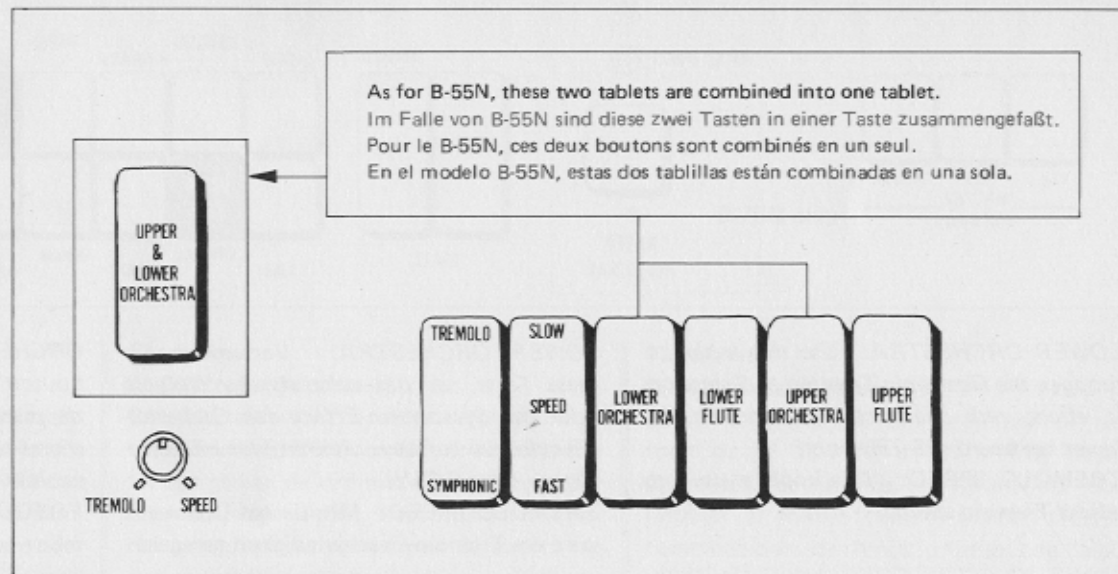 As for B-55N, these two tablets are combined into one tablet.
Im Falle von B-55N sind diese zwei Tasten in einer Taste zusammengefaßt.
Pour le B-55N, ces deux boutons sont combinés en un seul.
En el modelo B-55N, estas dos tablillas están combinadas en una sola.
UPPER
&
LOWER
ORCHESTRA
TREMOLO
SPEED
TREMOLO
SYMPHONIC
SLOW
SPEED
FAST
LOWER
ORCHESTRA
LOWER
FLUTE
UPPER
ORCHESTRA
UPPER
FLUTE